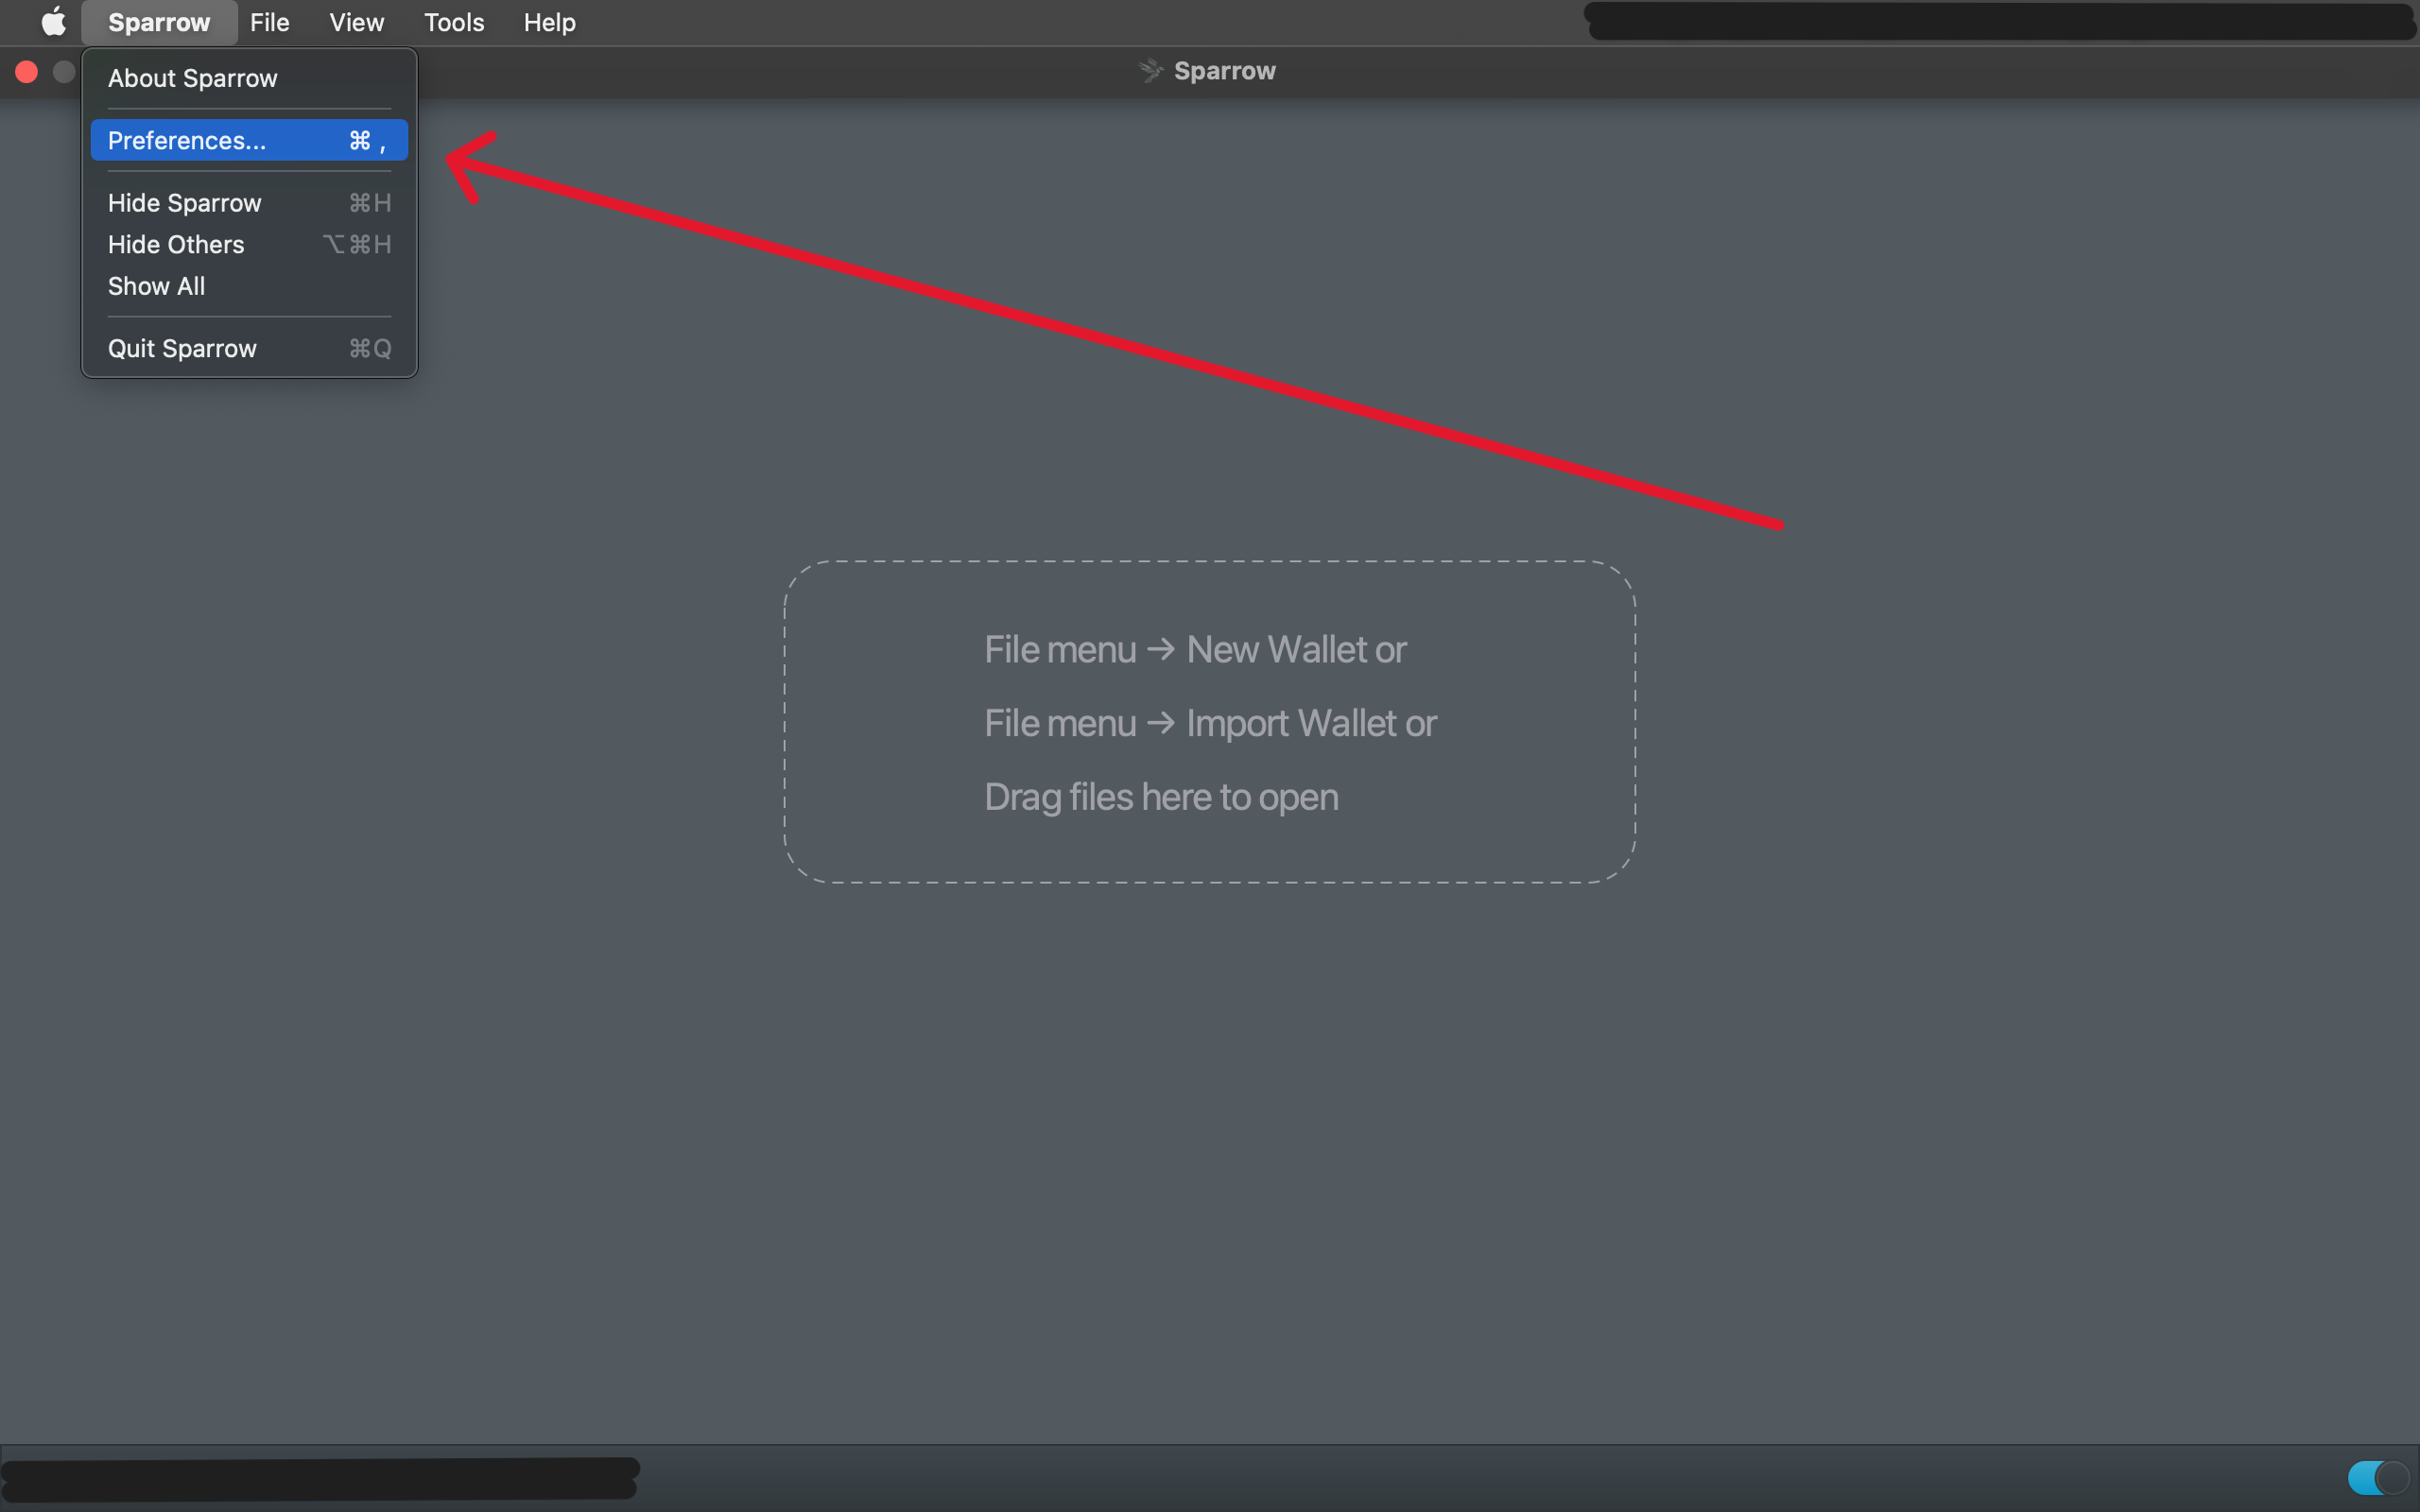 Sparrow File View Tools Help
Sparrow
About Sparrow
Preferences... ⌘ ,
Hide Sparrow ⌘H
Hide Others ⌥⌘H
Show All
Quit Sparrow ⌘Q
File menu → New Wallet or
File menu → Import Wallet or
Drag files here to open